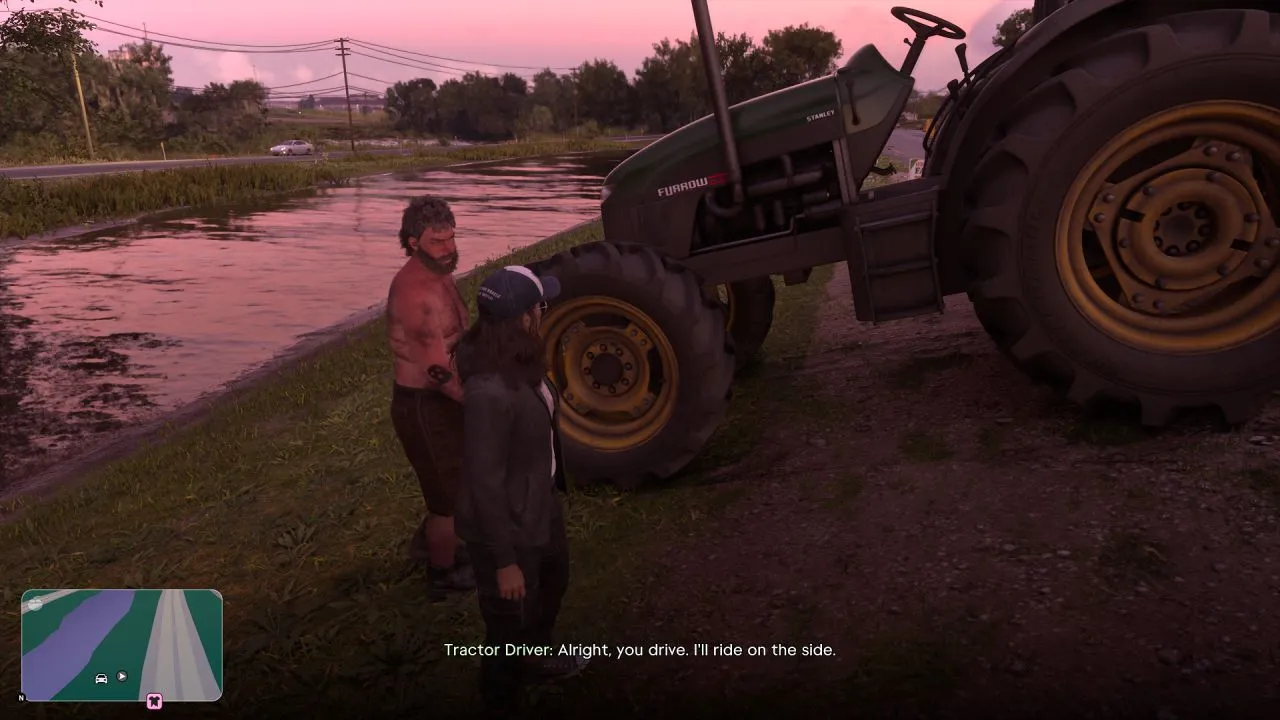 STANLEY
FURROW
Tractor Driver: Alright, you drive. I'll ride on the side.
N